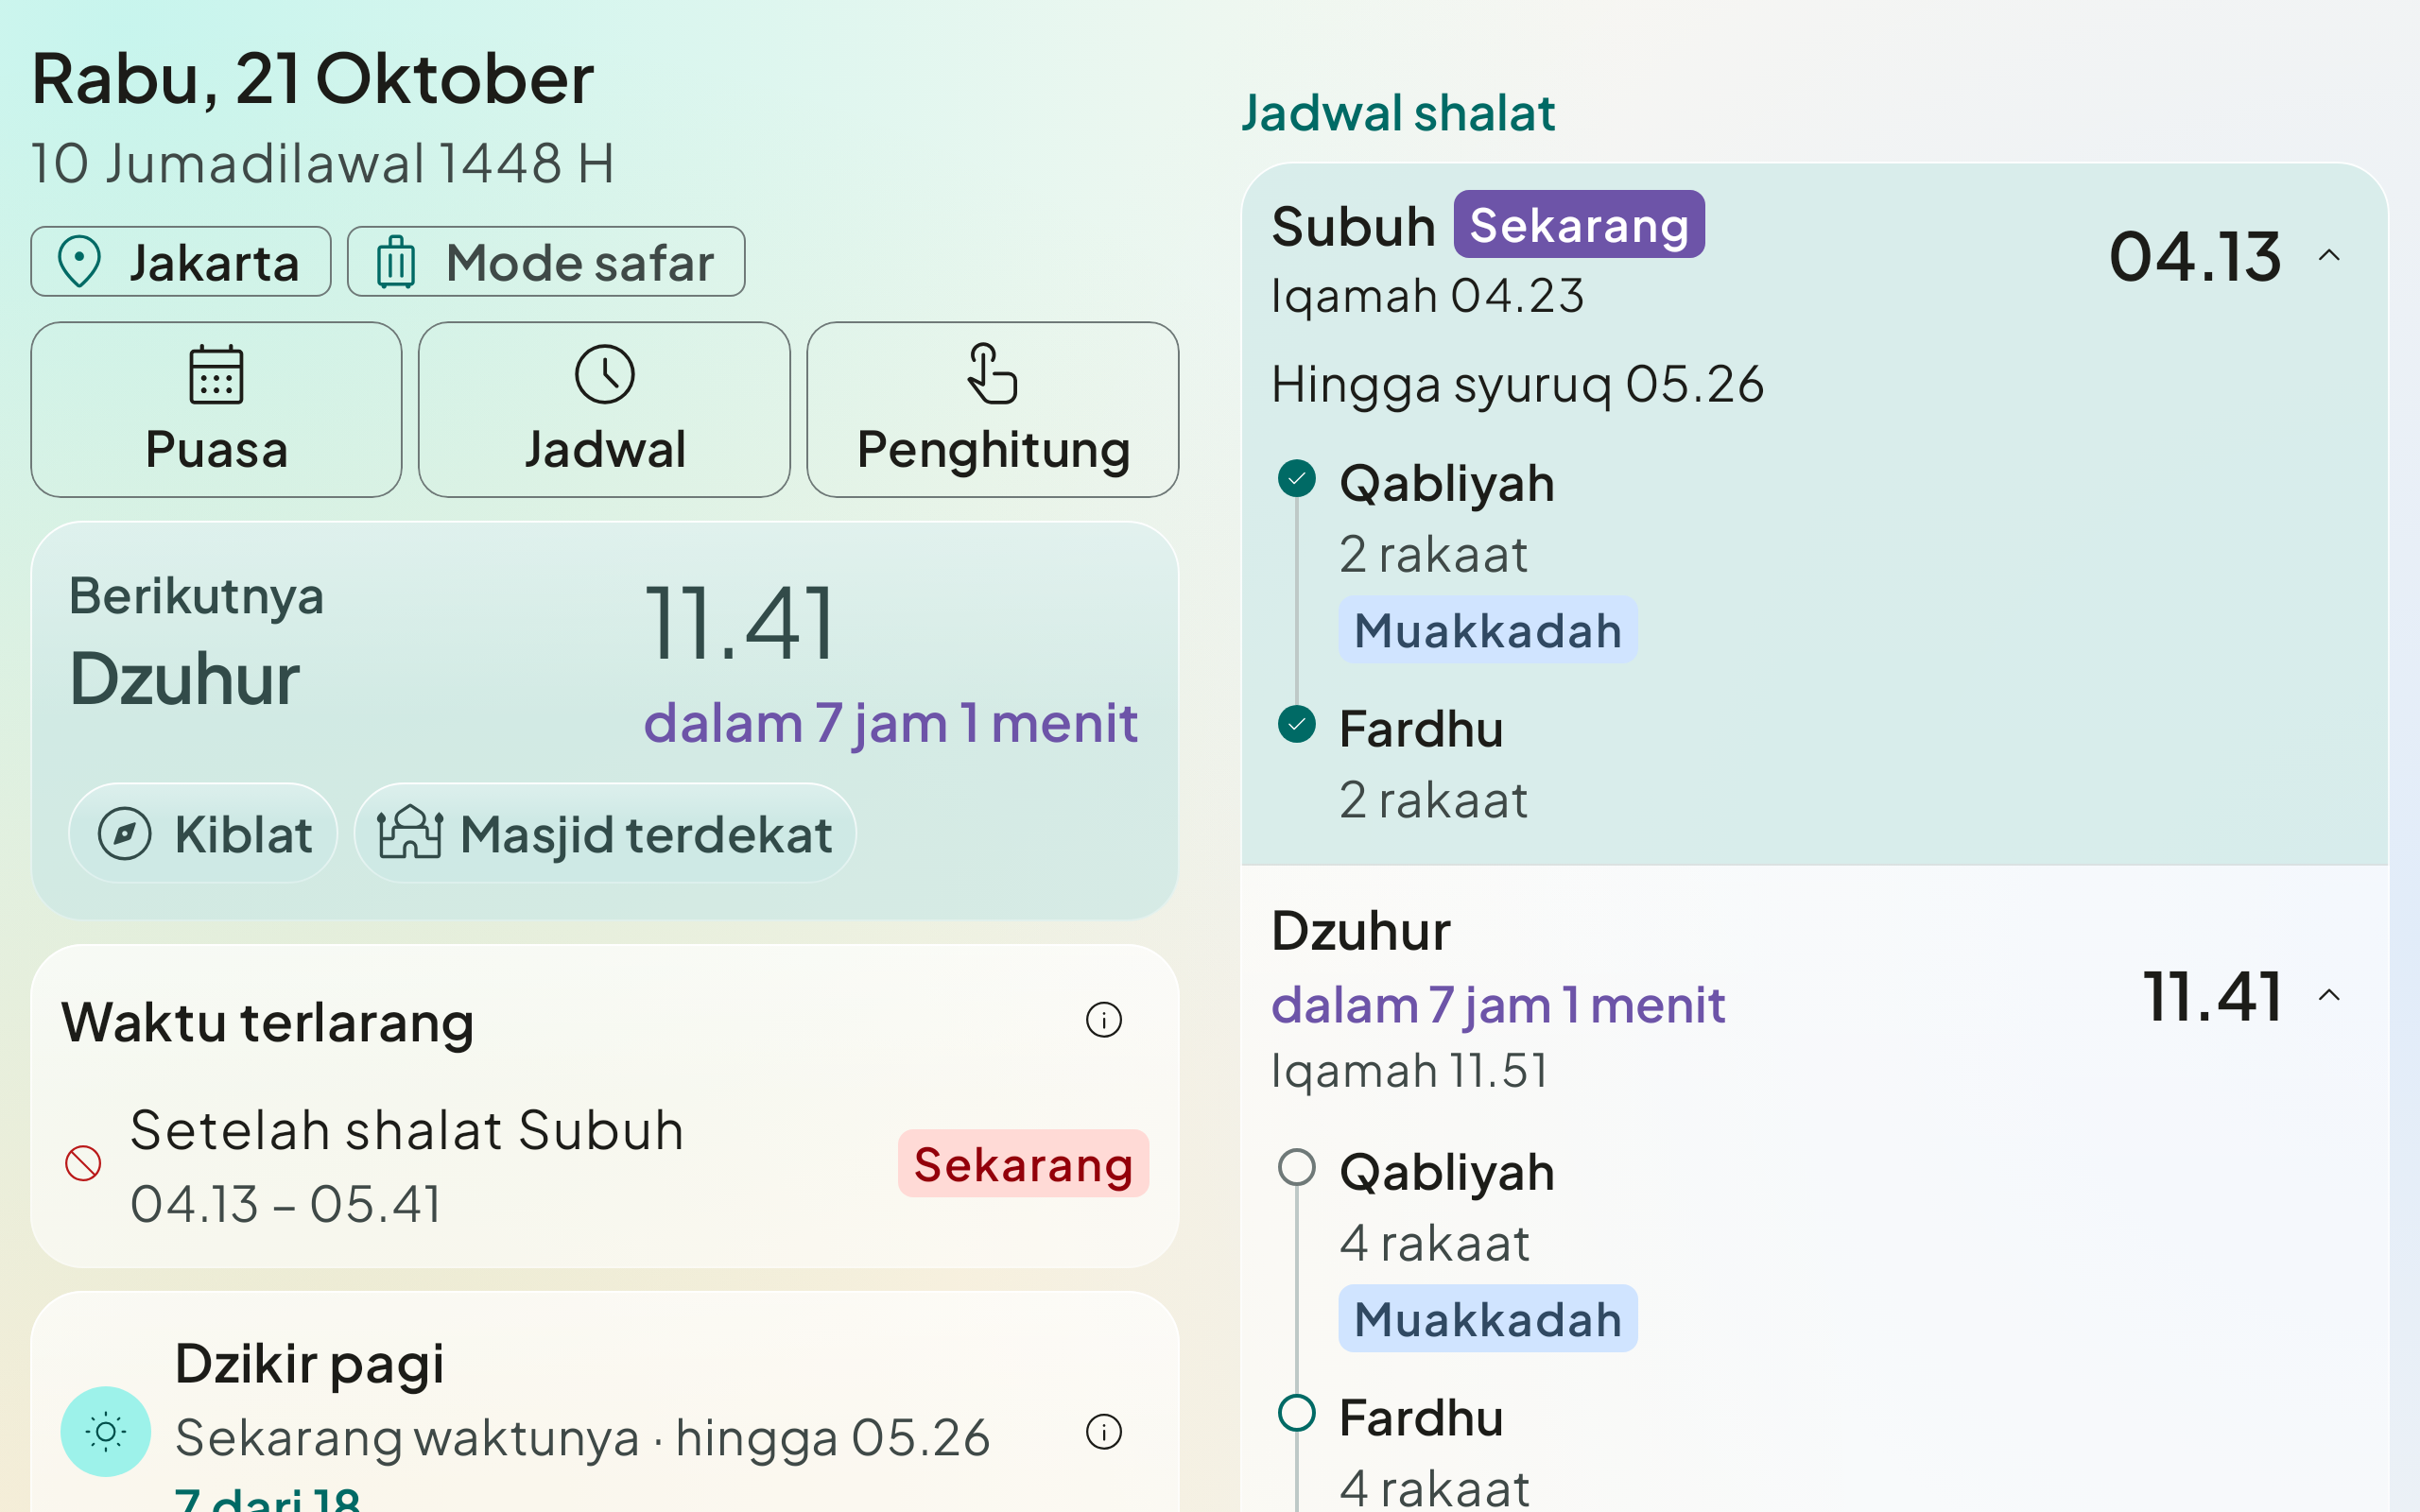 Rabu, 21 Oktober
10 Jumadilawal 1448 H
Jakarta
Mode safar
Puasa
Jadwal
Penghitung
Berikutnya
Dzuhur
11.41
dalam 7 jam 1 menit
Kiblat
Masjid terdekat
Waktu terlarang
Setelah shalat Subuh
04.13 – 05.41
Sekarang
Dzikir pagi
Sekarang waktunya · hingga 05.26
7 dari 18
Jadwal shalat
Subuh
Sekarang
Iqamah 04.23
04.13
Hingga syuruq 05.26
Qabliyah
2 rakaat
Muakkadah
Fardhu
2 rakaat
Dzuhur
dalam 7 jam 1 menit
Iqamah 11.51
11.41
Qabliyah
4 rakaat
Muakkadah
Fardhu
4 rakaat